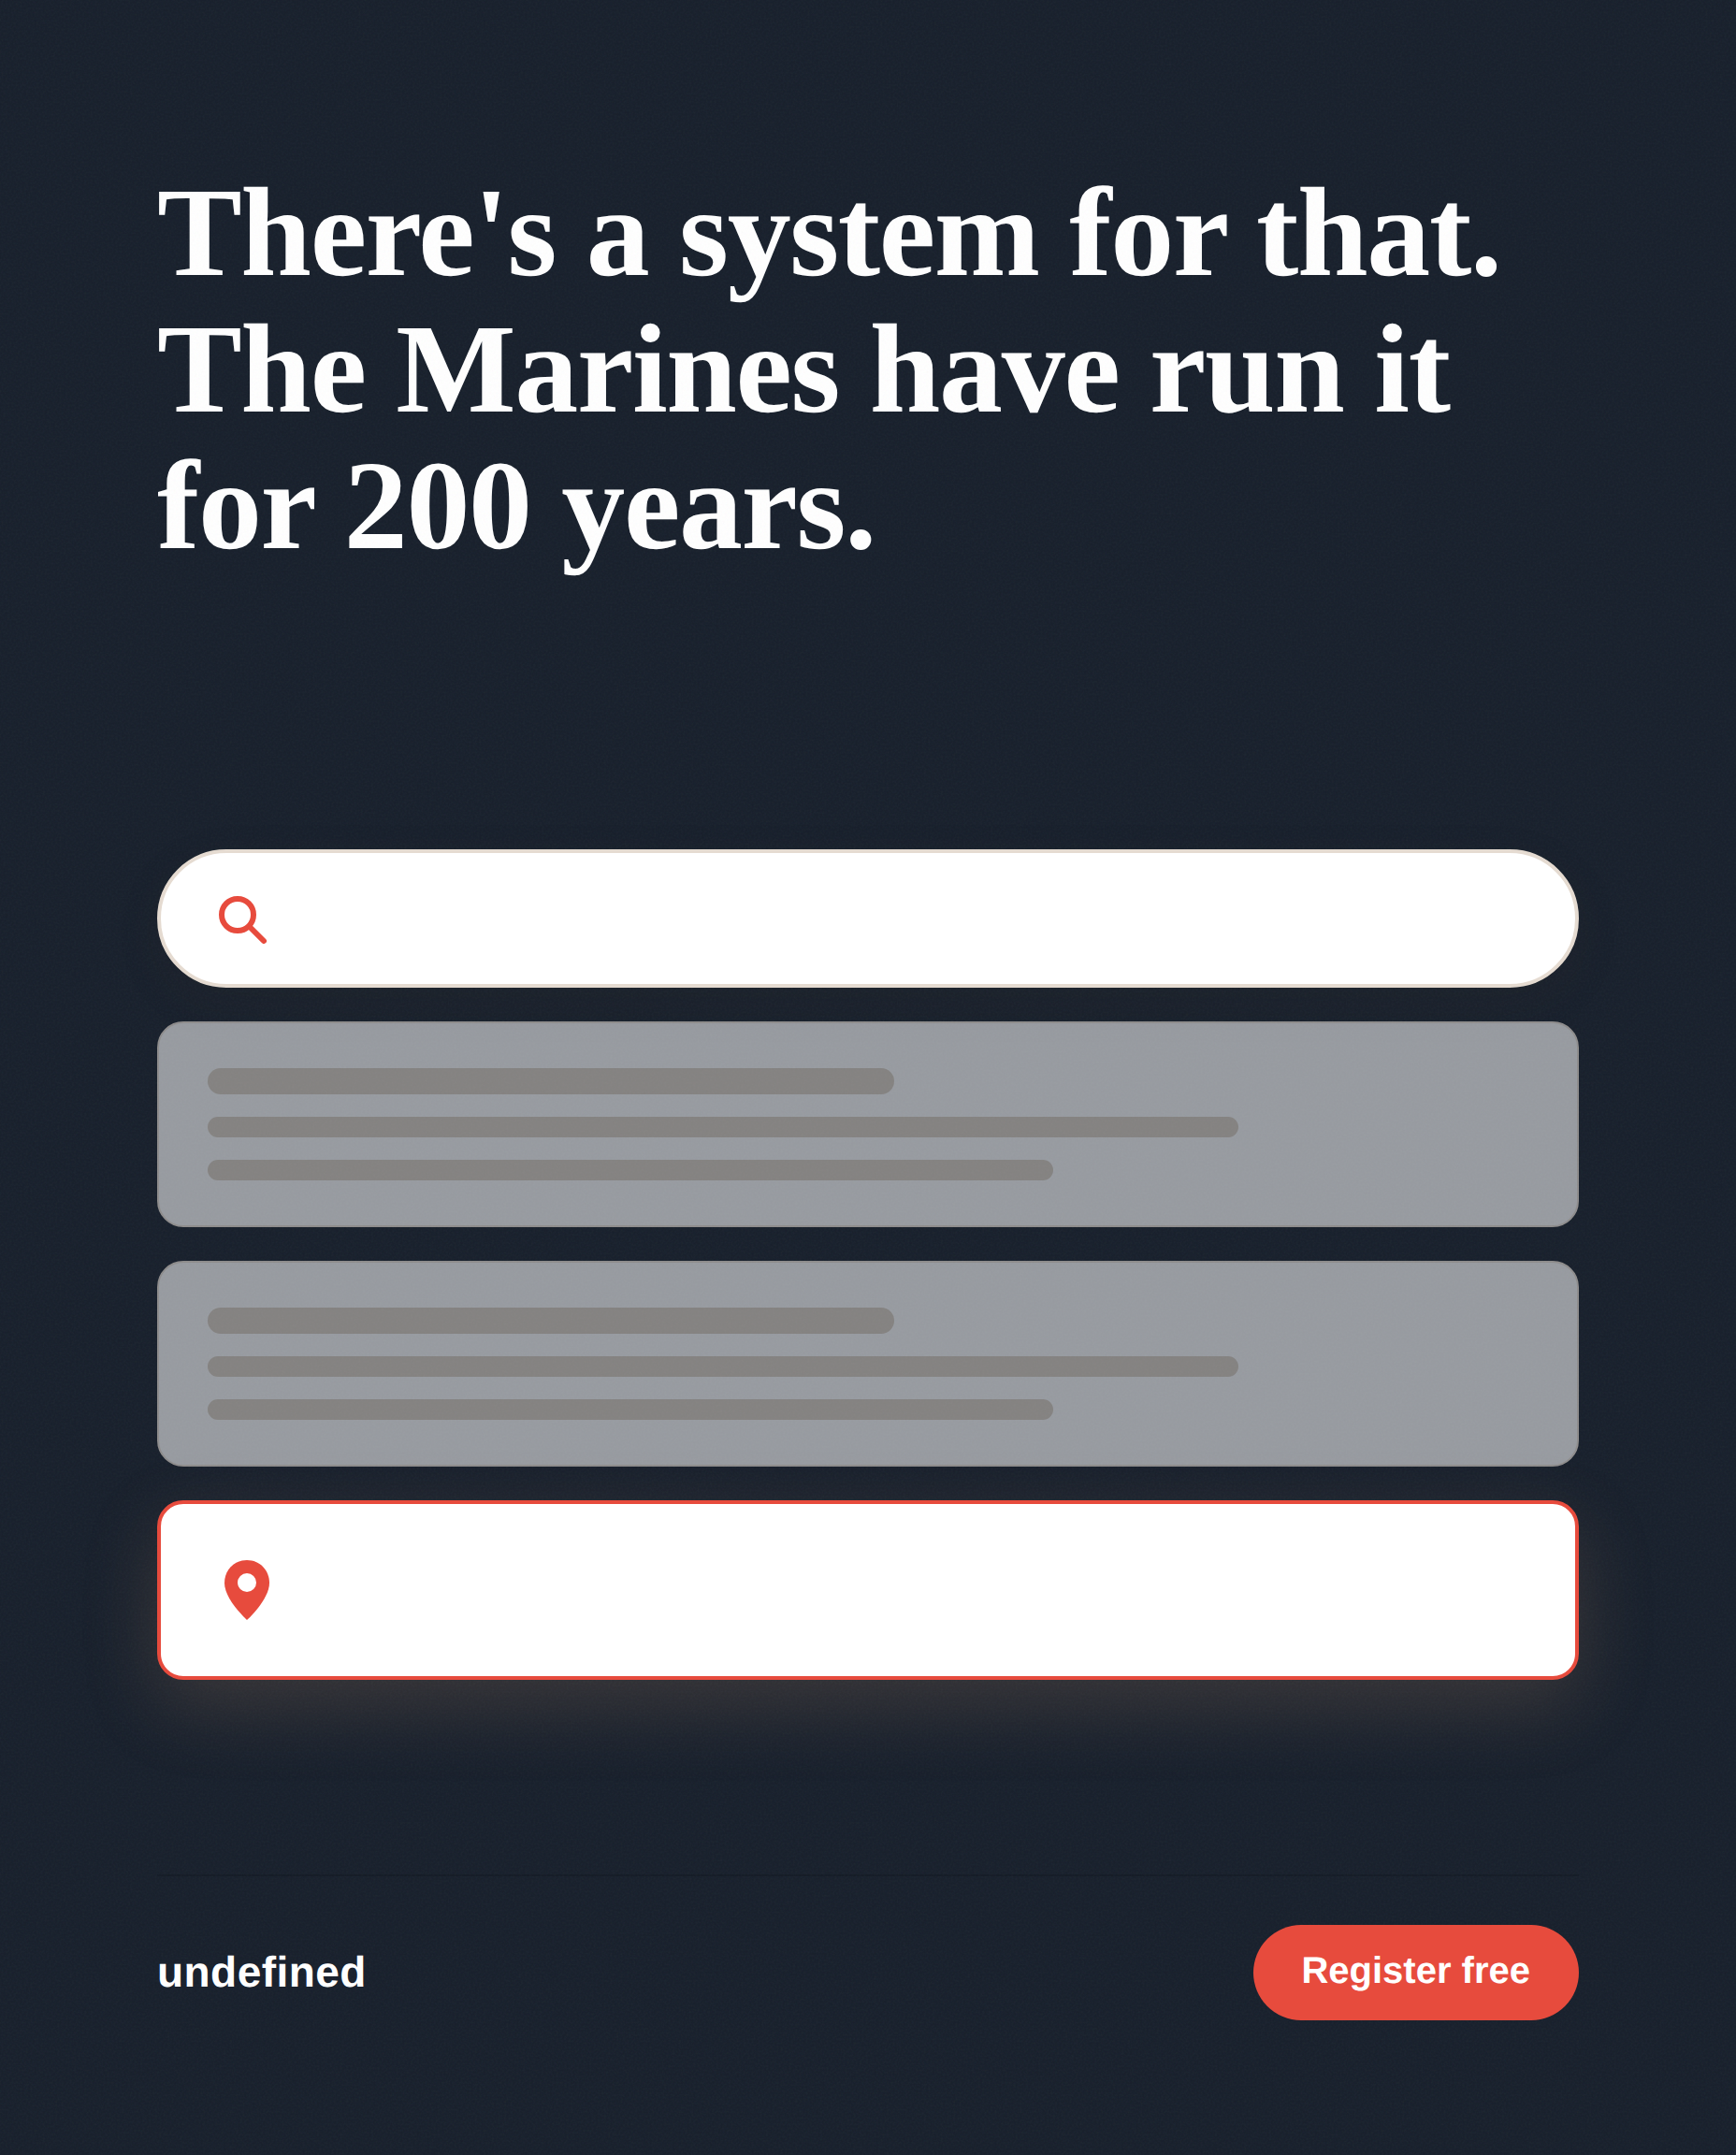 There's a system for that.
The Marines have run it
for 200 years.
undefined
Register free